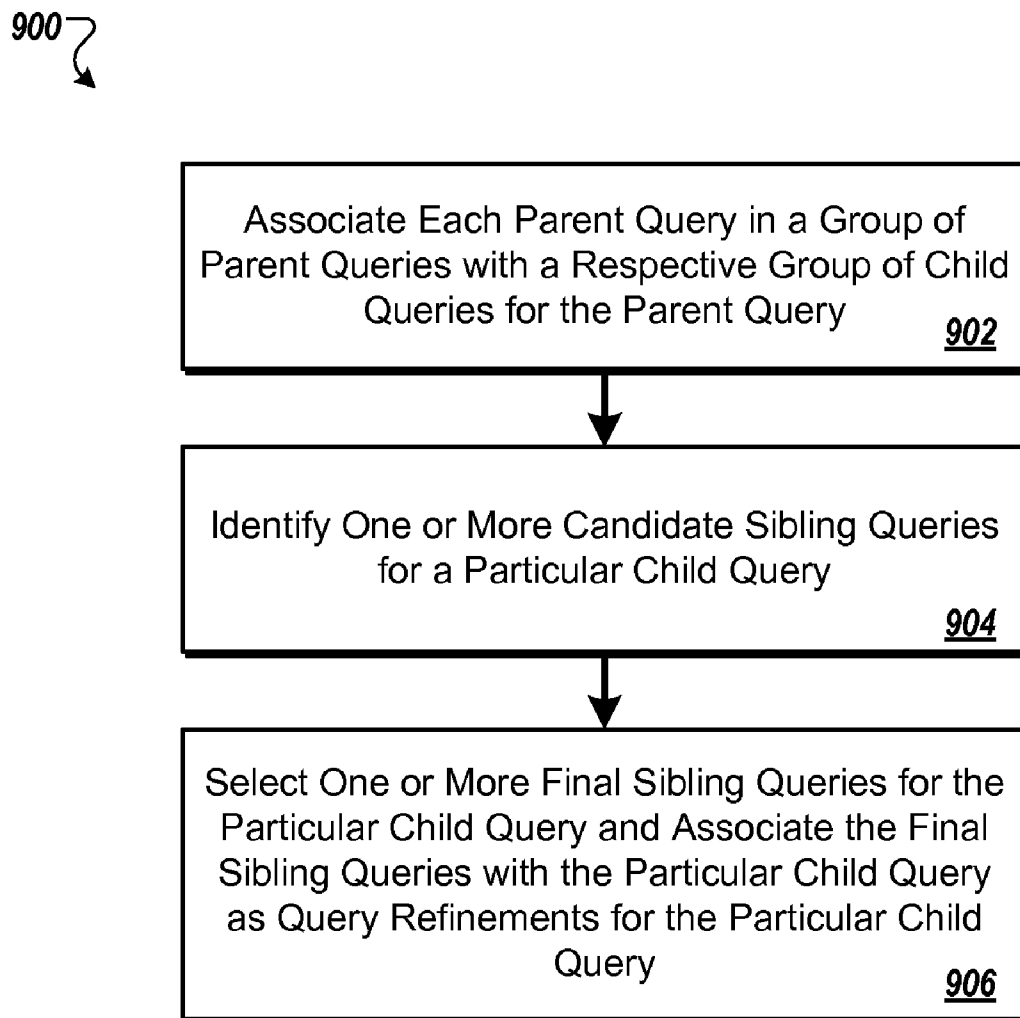 900
Associate Each Parent Query in a Group of
Parent Queries with a Respective Group of Child
Queries for the Parent Query
902
Identify One or More Candidate Sibling Queries
for a Particular Child Query
904
Select One or More Final Sibling Queries for the
Particular Child Query and Associate the Final
Sibling Queries with the Particular Child Query
as Query Refinements for the Particular Child
Query
906